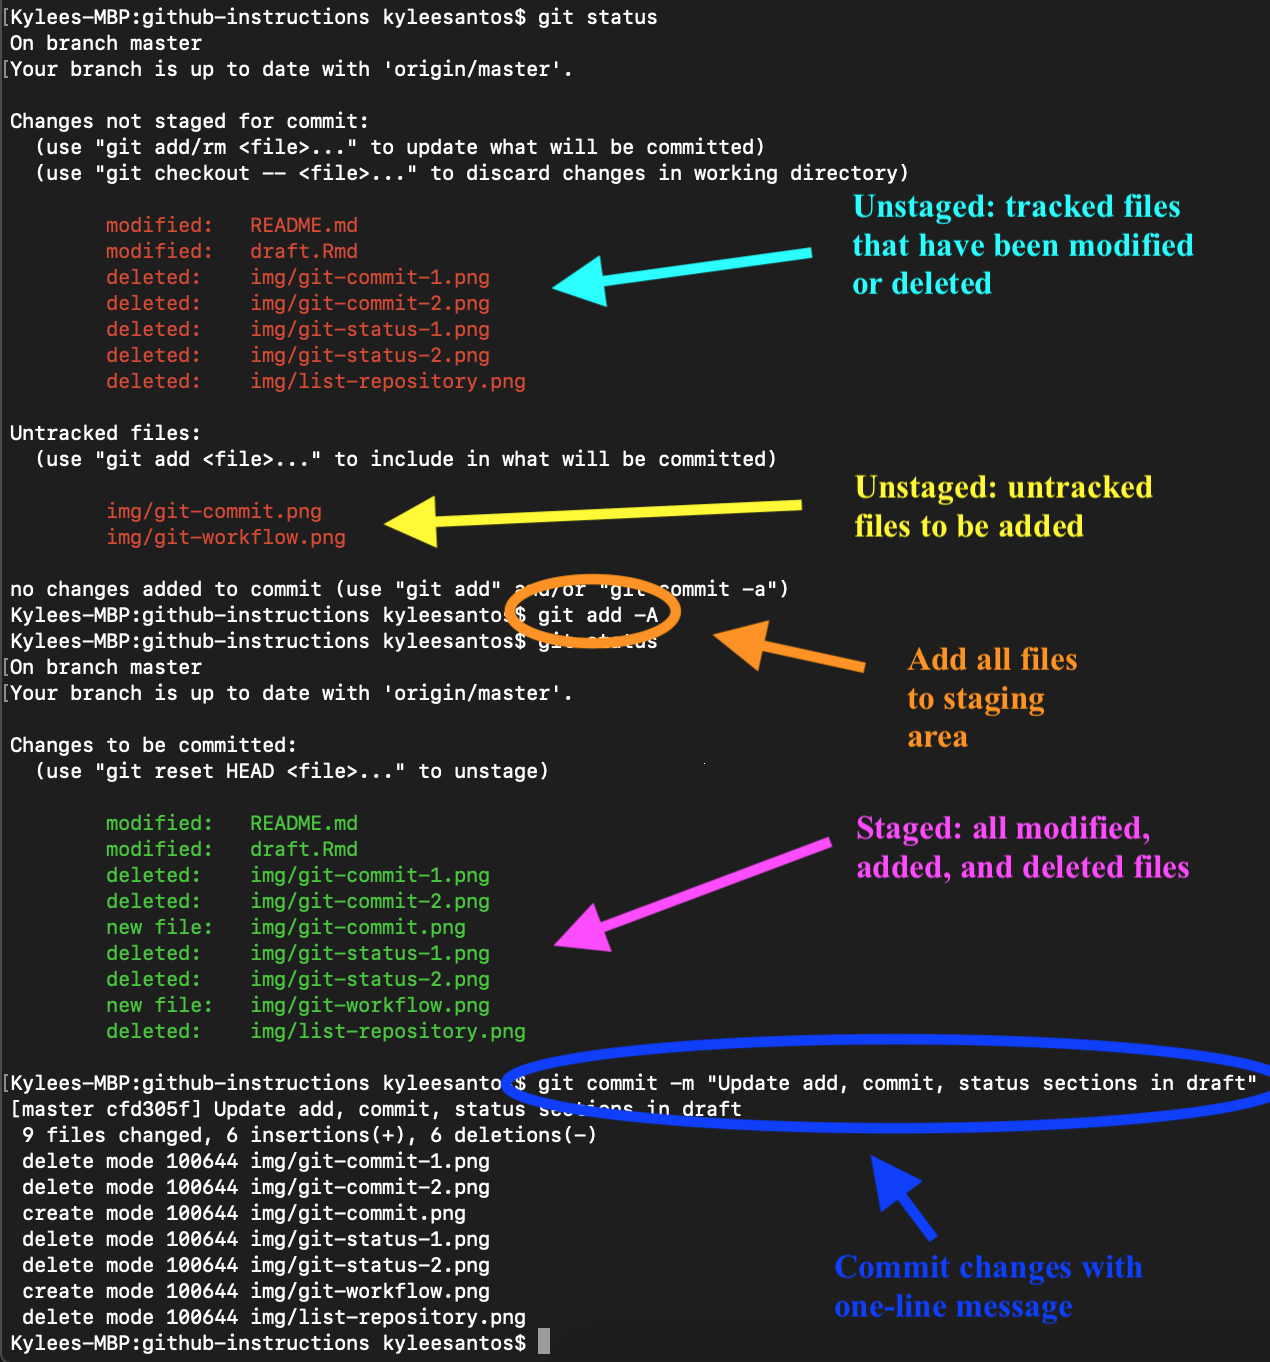 [Kylees-MBP:github-instructions kyleesantos$ git status
On branch master
[Your branch is up to date with 'origin/master'.
Changes not staged for commit:
(use "git add/rm <file>..." to update what will be committed)
(use "git checkout -- <file>..." to discard changes in working directory)
modified: README.md
modified: draft.Rmd
deleted: img/git-commit-1.png
deleted: img/git-commit-2.png
deleted: img/git-status-1.png
deleted: img/git-status-2.png
deleted: img/list-repository.png
Unstaged: tracked files
that have been modified
or deleted
Untracked files:
(use "git add <file>..." to include in what will be committed)
img/git-commit.png
img/git-workflow.png
Unstaged: untracked
files to be added
no changes added to commit (use "git add" and/or "git commit -a")
Kylees-MBP:github-instructions kyleesantos$ git add -A
Kylees-MBP:github-instructions kyleesantos$ git status
[On branch master
[Your branch is up to date with 'origin/master'.
Add all files
to staging
area
Changes to be committed:
(use "git reset HEAD <file>..." to unstage)
modified: README.md
modified: draft.Rmd
deleted: img/git-commit-1.png
deleted: img/git-commit-2.png
new file: img/git-commit.png
deleted: img/git-status-1.png
deleted: img/git-status-2.png
new file: img/git-workflow.png
deleted: img/list-repository.png
Staged: all modified,
added, and deleted files
[Kylees-MBP:github-instructions kyleesantos$ git commit -m "Update add, commit, status sections in draft"
[master cfd305f] Update add, commit, status sections in draft
9 files changed, 6 insertions(+), 6 deletions(-)
delete mode 100644 img/git-commit-1.png
delete mode 100644 img/git-commit-2.png
create mode 100644 img/git-commit.png
delete mode 100644 img/git-status-1.png
delete mode 100644 img/git-status-2.png
create mode 100644 img/git-workflow.png
delete mode 100644 img/list-repository.png
Kylees-MBP:github-instructions kyleesantos$
Commit changes with
one-line message